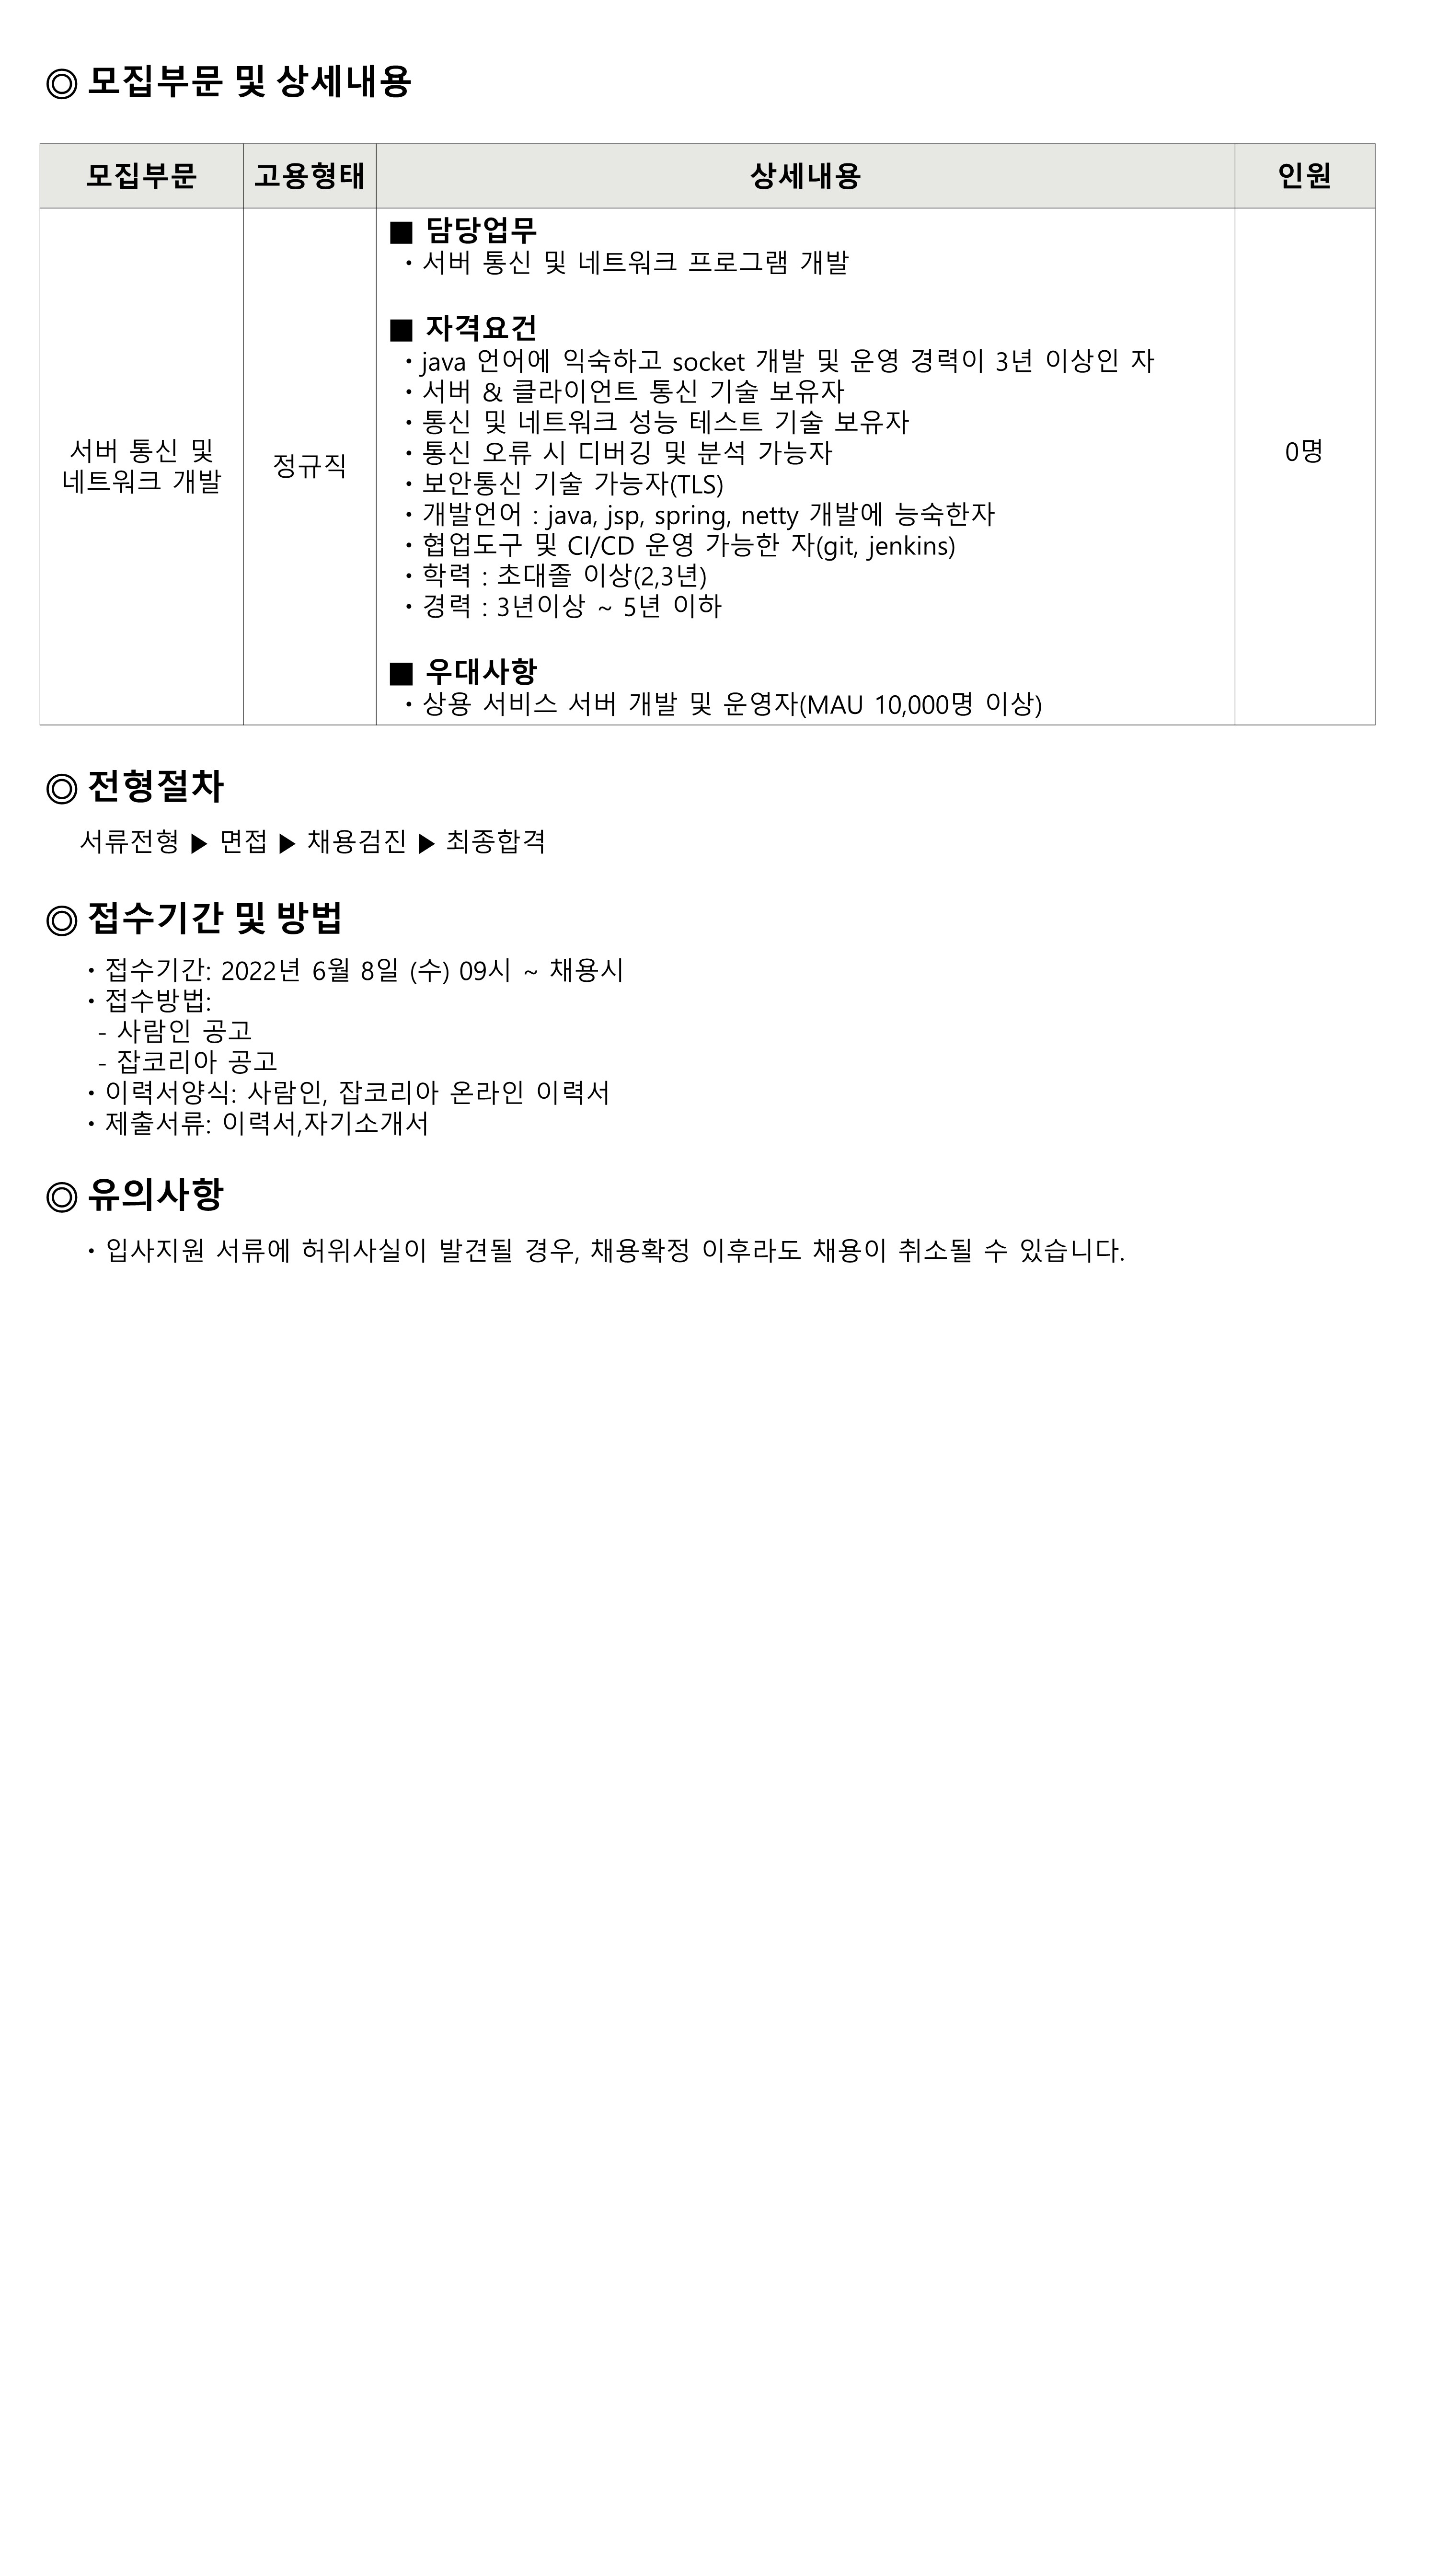 ◎ 모집부문 및 상세내용
모집부문 고용형태 상세내용 인원
■ 담당업무
・서버 통신 및 네트워크 프로그램 개발
■ 자격요건
・java 언어에 익숙하고 socket 개발 및 운영 경력이 3년 이상인 자
・서버 & 클라이언트 통신 기술 보유자
・통신 및 네트워크 성능 테스트 기술 보유자
서버 통신 및
네트워크 개발
정규직
・통신 오류 시 디버깅 및 분석 가능자
0명
・보안통신 기술 가능자(TLS)
・개발언어 : java, jsp, spring, netty 개발에 능숙한자
・협업도구 및 CI/CD 운영 가능한 자(git, jenkins)
・학력 : 초대졸 이상(2,3년)
・경력 : 3년이상 ~ 5년 이하
■ 우대사항
・상용 서비스 서버 개발 및 운영자(MAU 10,000명 이상)
◎ 전형절차
서류전형 ▶ 면접 ▶ 채용검진 ▶ 최종합격
◎ 접수기간 및 방법
・접수기간: 2022년 6월 8일 (수) 09시 ~ 채용시
・접수방법:
- 사람인 공고
- 잡코리아 공고
・이력서양식: 사람인, 잡코리아 온라인 이력서
・제출서류: 이력서,자기소개서
◎ 유의사항
・입사지원 서류에 허위사실이 발견될 경우, 채용확정 이후라도 채용이 취소될 수 있습니다.